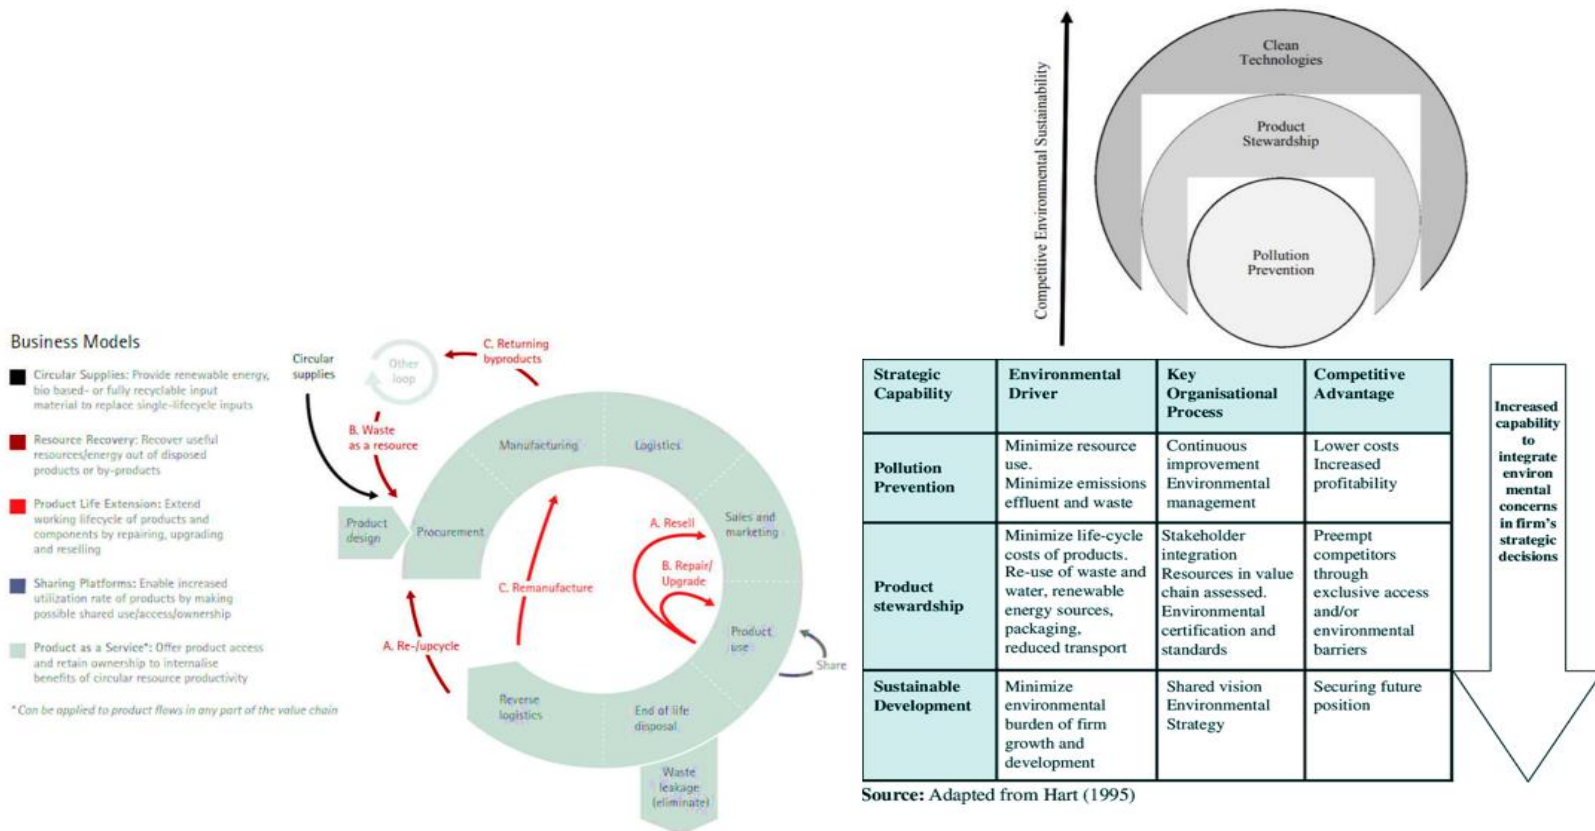 Business Models
Circular Supplies: Provide renewable energy,
bio based- or fully recyclable input
material to replace single-lifecycle inputs
Resource Recovery: Recover useful
resources/energy out of disposed
products or by-products
Product Life Extension: Extend
working lifecycle of products and
components by repairing, upgrading
and reselling
Sharing Platforms: Enable increased
utilization rate of products by making
possible shared use/access/ownership
Product as a Service*: Offer product access
and retain ownership to internalise
benefits of circular resource productivity
* Can be applied to product flows in any part of the value chain
Circular
supplies
Other
loop
C. Returning
byproducts
B. Waste
as a resource
Manufacturing
Logistics
Product
design
Procurement
Sales and
marketing
A. Resell
B. Repair/
Upgrade
C. Remanufacture
Product
use
Share
A. Re-/upcycle
Reverse
logistics
End of life
disposal
Waste
leakage
(eliminate)
Competitive Environmental Sustainability
Clean
Technologies
Product
Stewardship
Pollution
Prevention
Strategic
Capability
Environmental
Driver
Key
Organisational
Process
Competitive
Advantage
Pollution
Prevention
Minimize resource
use.
Minimize emissions
effluent and waste
Continuous
improvement
Environmental
management
Lower costs
Increased
profitability
Product
stewardship
Minimize life-cycle
costs of products.
Re-use of waste and
water, renewable
energy sources,
packaging,
reduced transport
Stakeholder
integration
Resources in value
chain assessed.
Environmental
certification and
standards
Preempt
competitors
through
exclusive access
and/or
environmental
barriers
Sustainable
Development
Minimize
environmental
burden of firm
growth and
development
Shared vision
Environmental
Strategy
Securing future
position
Increased
capability
to
integrate
environ
mental
concerns
in firm's
strategic
decisions
Source: Adapted from Hart (1995)